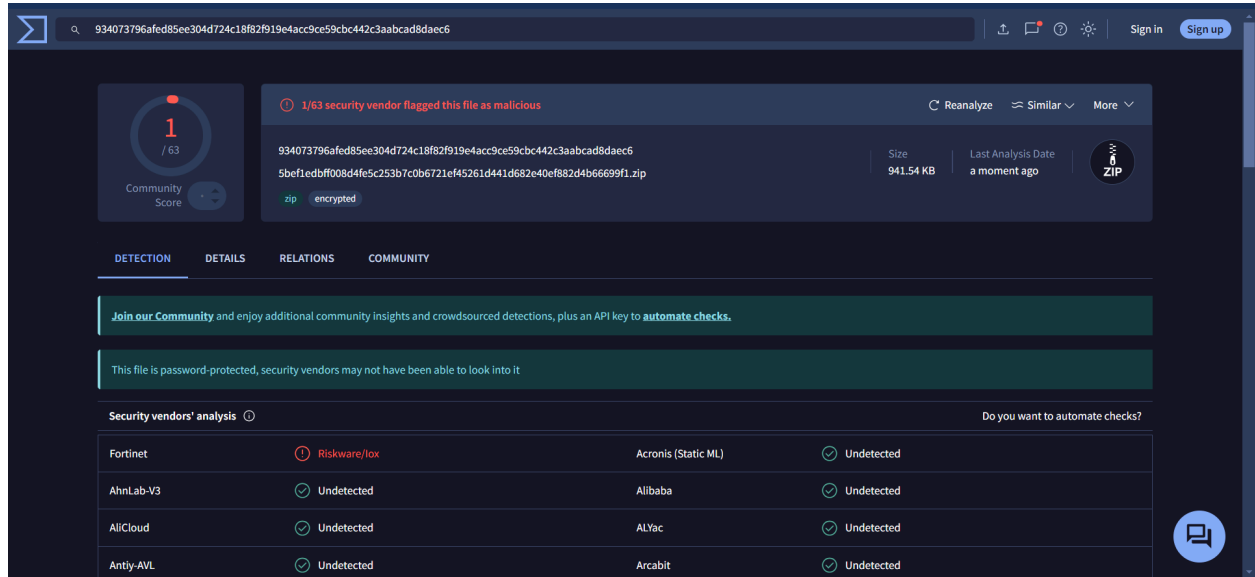 934073796afed85ee304d724c18f82f919e4acc9ce59cbc442c3aabcad8daec6
Sign in
Sign up
1
/ 63
Community
Score
-
1/63 security vendor flagged this file as malicious
Reanalyze
Similar
More
934073796afed85ee304d724c18f82f919e4acc9ce59cbc442c3aabcad8daec6
5bef1edbff008d4fe5c253b7c0b6721ef45261d441d682e40ef882d4b66699f1.zip
zip
encrypted
Size
941.54 KB
Last Analysis Date
a moment ago
ZIP
DETECTION
DETAILS
RELATIONS
COMMUNITY
Join our Community and enjoy additional community insights and crowdsourced detections, plus an API key to automate checks.
This file is password-protected, security vendors may not have been able to look into it
Security vendors' analysis
Do you want to automate checks?
Fortinet
Riskware/Iox
Acronis (Static ML)
Undetected
AhnLab-V3
Undetected
Alibaba
Undetected
AliCloud
Undetected
ALYac
Undetected
Antiy-AVL
Undetected
Arcabit
Undetected